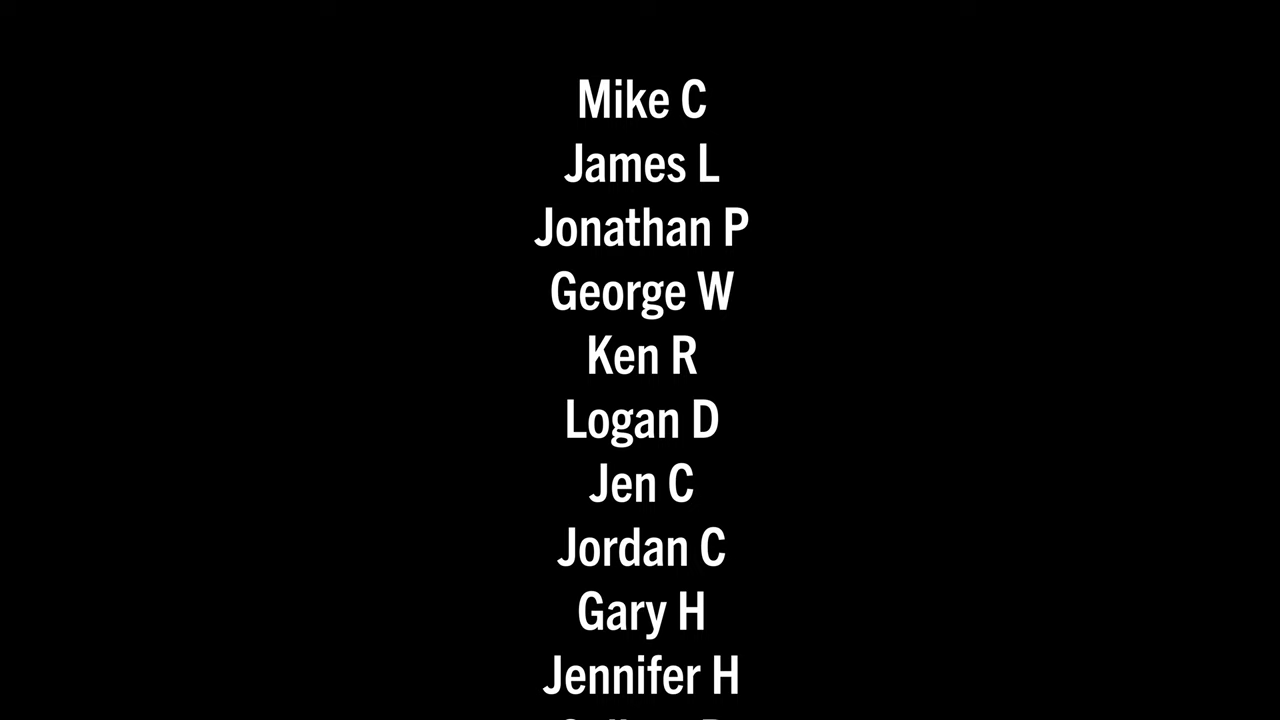 Mike C
James L
Jonathan P
George W
Ken R
Logan D
Jen C
Jordan C
Gary H
Jennifer H